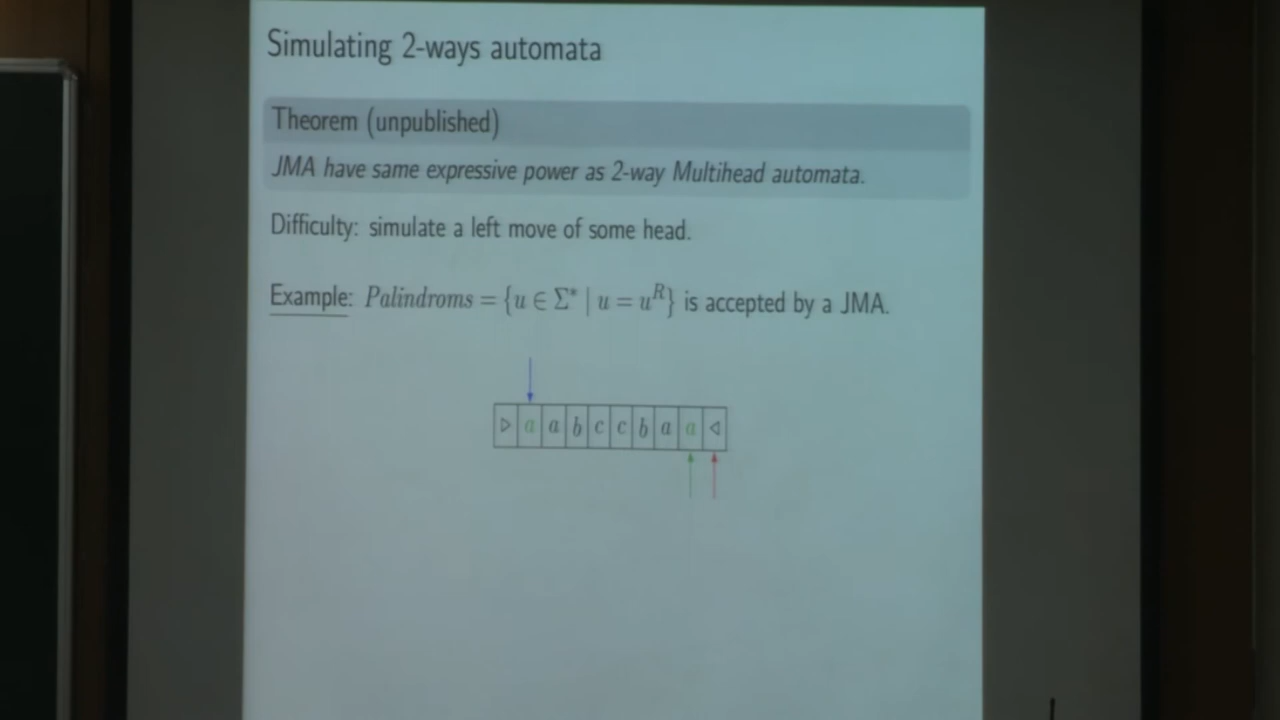 Simulating 2-ways automata
Theorem (unpublished)
JMA have same expressive power as 2-way Multihead automata.
Difficulty: simulate a left move of some head.
Example: Palindroms = {u ∈ Σ* | u = u^R} is accepted by a JMA.
▷ a a b c c b a a ◁